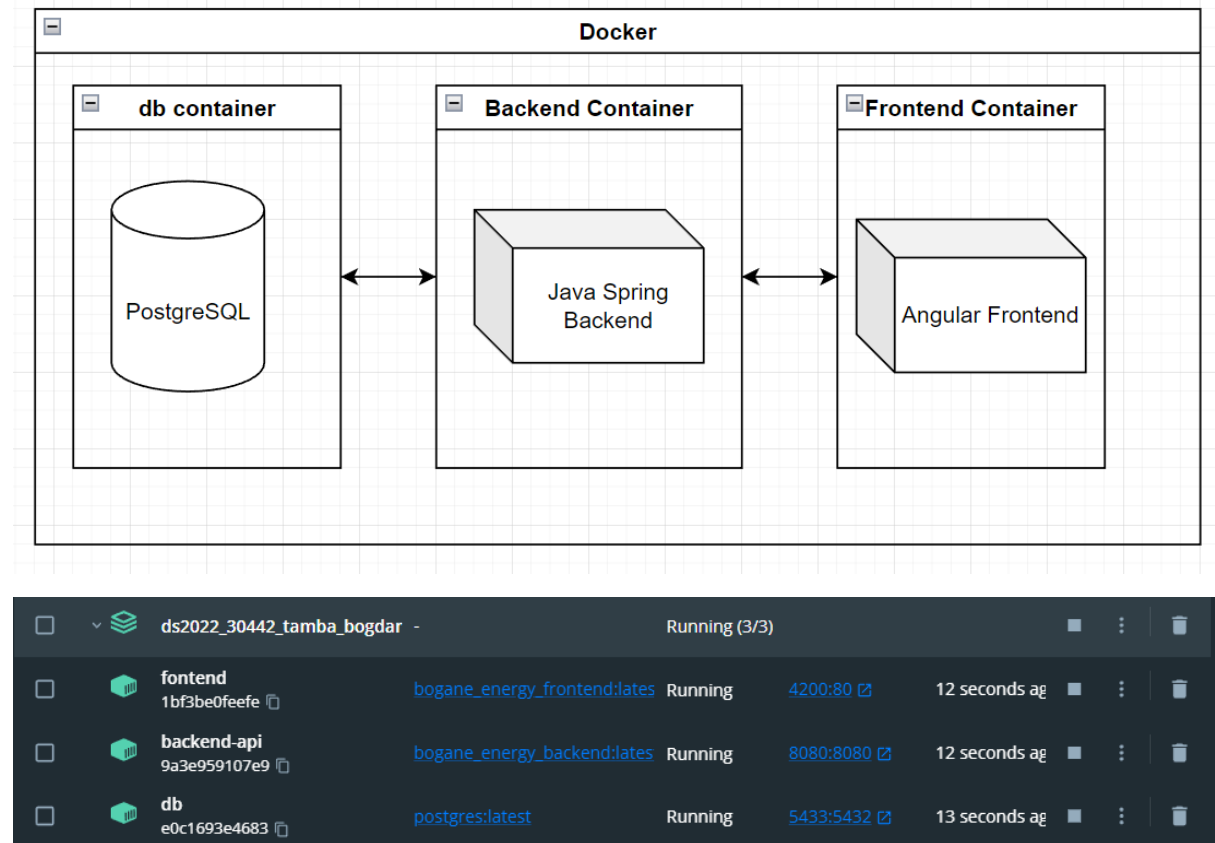 Docker
db container
Backend Container
Frontend Container
PostgreSQL
Java Spring
Backend
Angular Frontend
ds2022_30442_tamba_bogdar - Running (3/3)
fontend
1bf3be0feefe
bogane_energy_frontend:lates Running 4200:80 12 seconds ag
backend-api
9a3e959107e9
bogane_energy_backend:lates Running 8080:8080 12 seconds ag
db
e0c1693e4683
postgres:latest Running 5433:5432 13 seconds ag